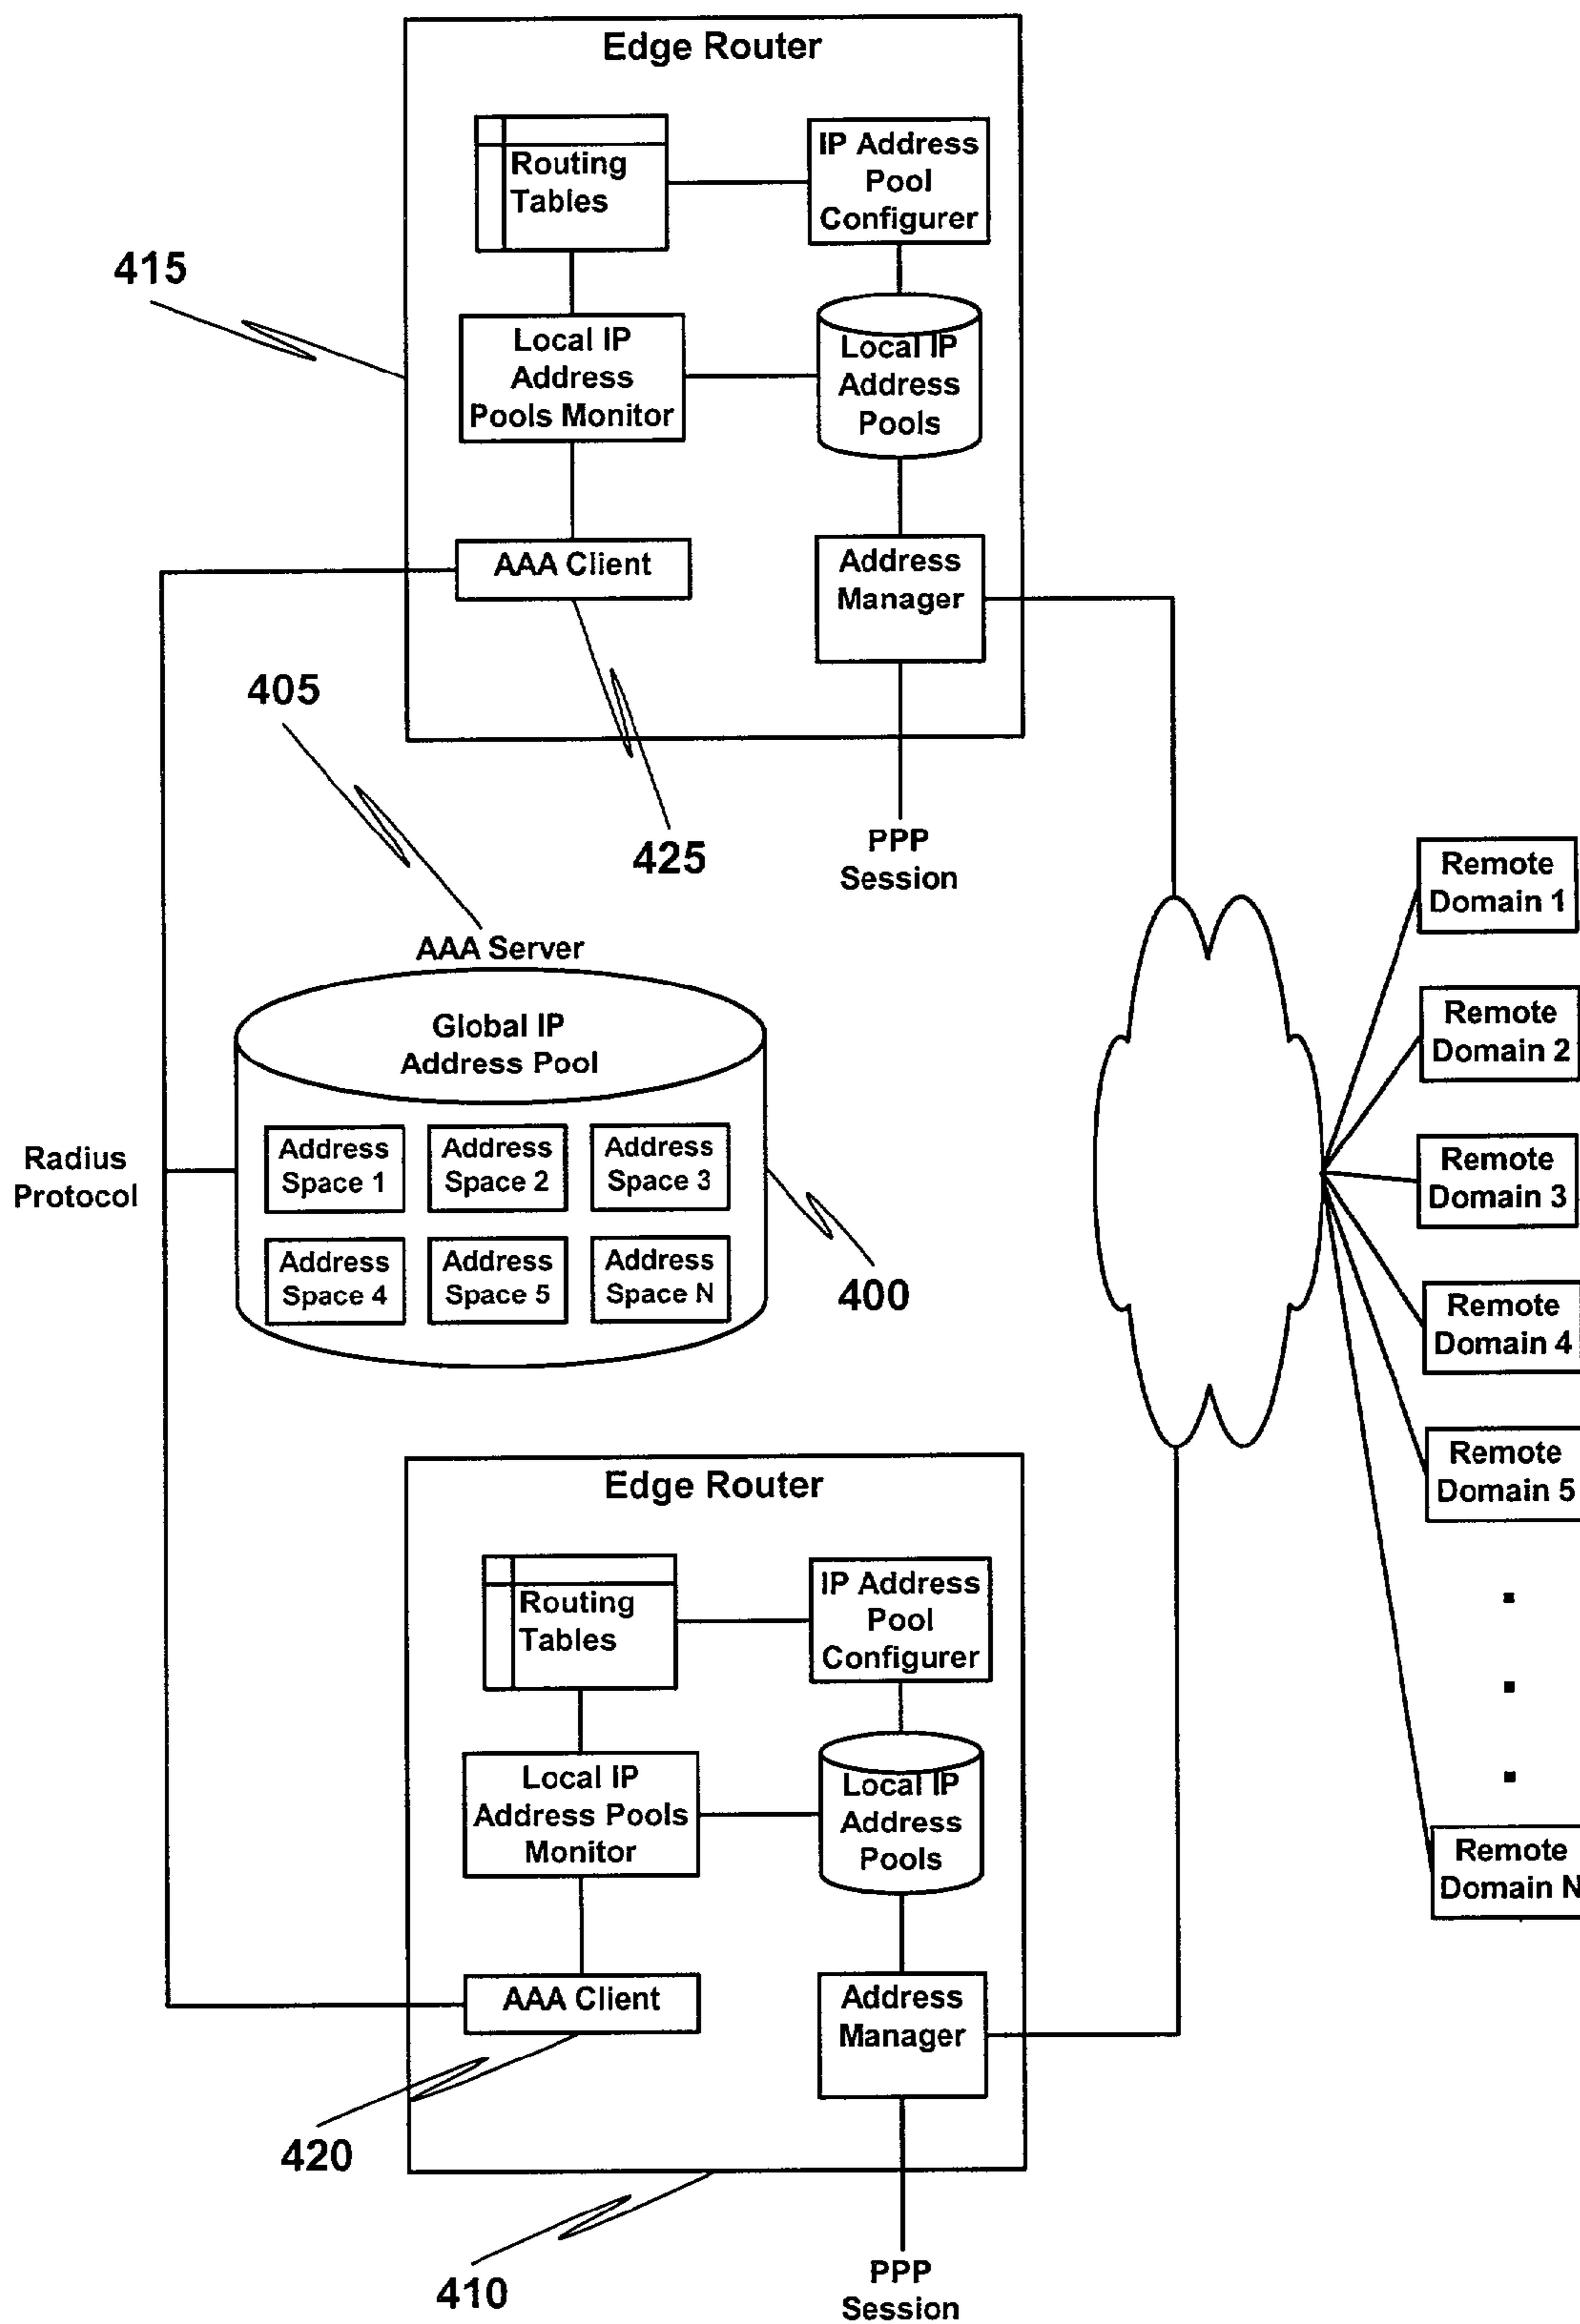 Edge Router
Routing
Tables
IP Address
Pool
Configurer
415
Local IP
Address
Pools Monitor
Local IP
Address
Pools
AAA Client
Address
Manager
405
425
PPP
Session
Remote
Domain 1
AAA Server
Global IP
Address Pool
Remote
Domain 2
Radius
Protocol
Address
Space 1
Address
Space 2
Address
Space 3
Remote
Domain 3
Address
Space 4
Address
Space 5
Address
Space N
400
Remote
Domain 4
Remote
Domain 5
Edge Router
Routing
Tables
IP Address
Pool
Configurer
Local IP
Address Pools
Monitor
Local IP
Address
Pools
Remote
Domain N
AAA Client
Address
Manager
420
410
PPP
Session